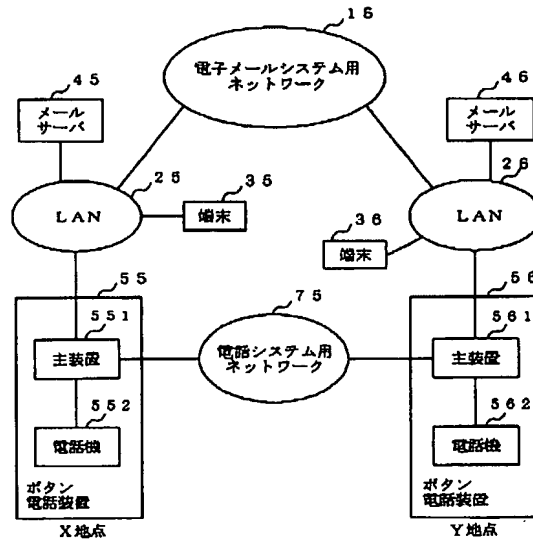 15
電子メールシステム用
ネットワーク
45
メール
サーバ
46
メール
サーバ
25
LAN
35
端末
26
LAN
36
端末
55
551
主装置
552
電話機
ボタン
電話装置
X地点
75
電話システム用
ネットワーク
56
561
主装置
562
電話機
ボタン
電話装置
Y地点